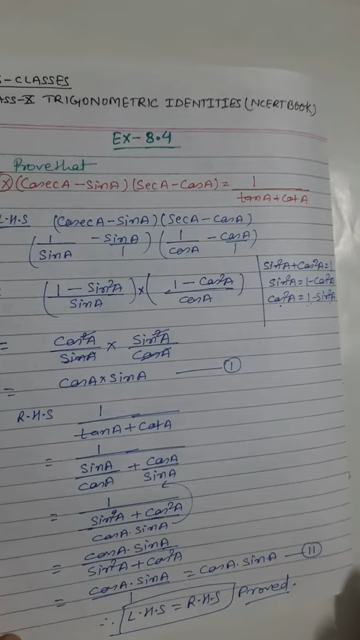 S-CLASSES
ASS-X TRIGONOMETRIC IDENTITIES (NCERT BOOK)
EX-8.4
Prove that
(X) (CosecA-SinA) (SecA-CosA) = 1/(tanA+CotA)
L.H.S (CosecA-SinA) (SecA-CosA)
(1/SinA - SinA/1) (1/CosA - CosA/1)
Sin²A+Cos²A=1
Sin²A=1-Cos²A
Cos²A=1-Sin²A
= ((1-Sin²A)/SinA) × ((1-Cos²A)/CosA)
= Cos²A/SinA × Sin²A/CosA
= CosA×SinA — (I)
R.H.S 1/(tanA+CotA)
= 1/(SinA/CosA + CosA/SinA)
= 1/((Sin²A+Cos²A)/(CosA.SinA))
= CosA.SinA/(Sin²A+Cos²A)
= CosA.SinA/1 = CosA.SinA — (II)
∴ L.H.S = R.H.S Proved.